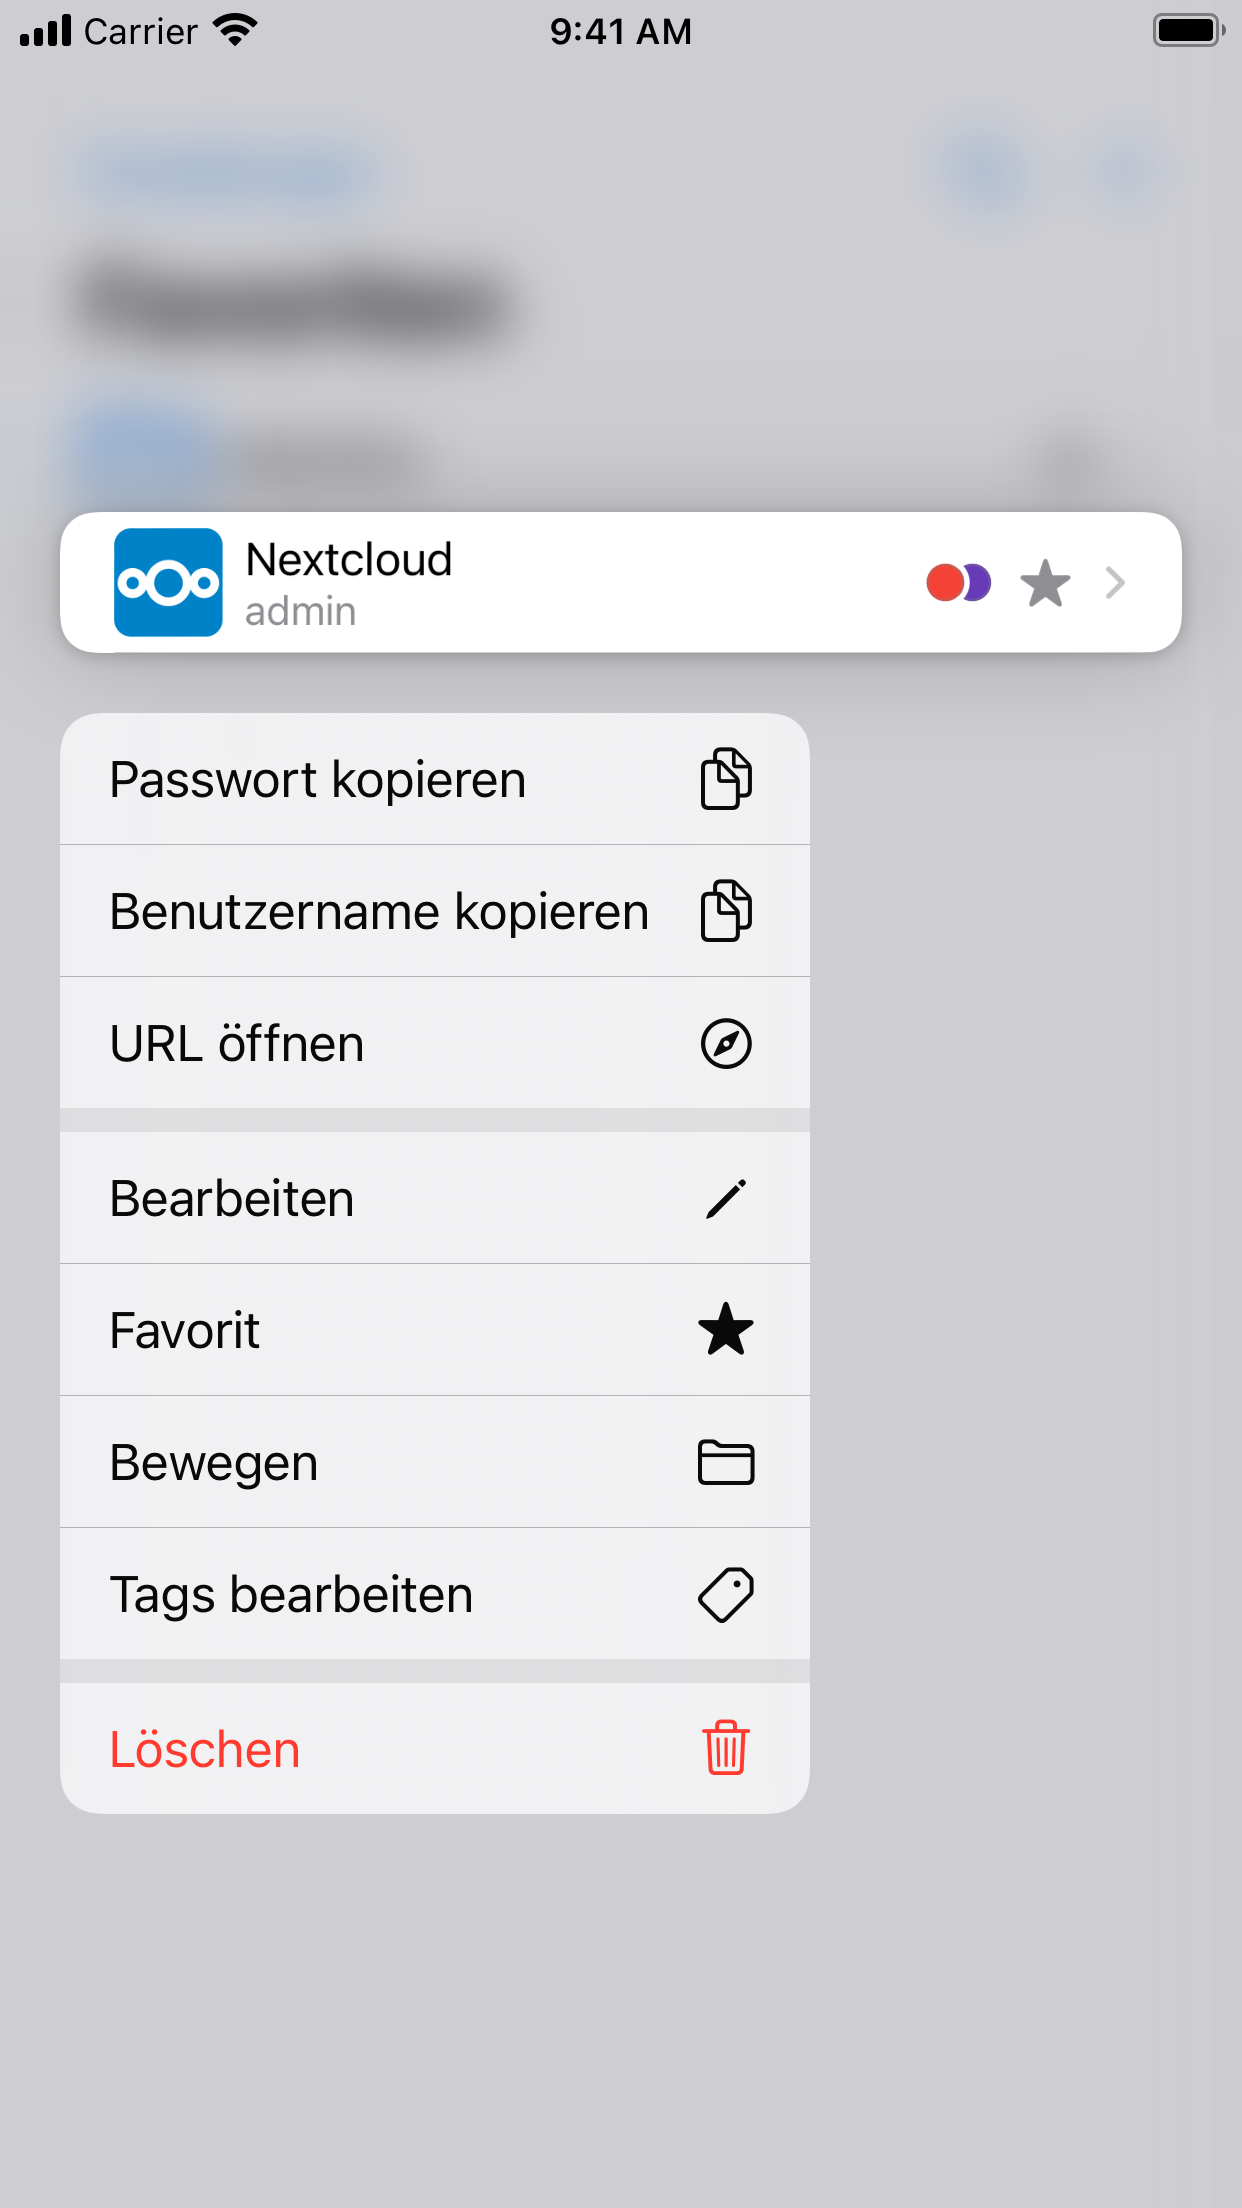 Carrier
9:41 AM
Nextcloud
admin
Passwort kopieren
Benutzername kopieren
URL öffnen
Bearbeiten
Favorit
Bewegen
Tags bearbeiten
Löschen